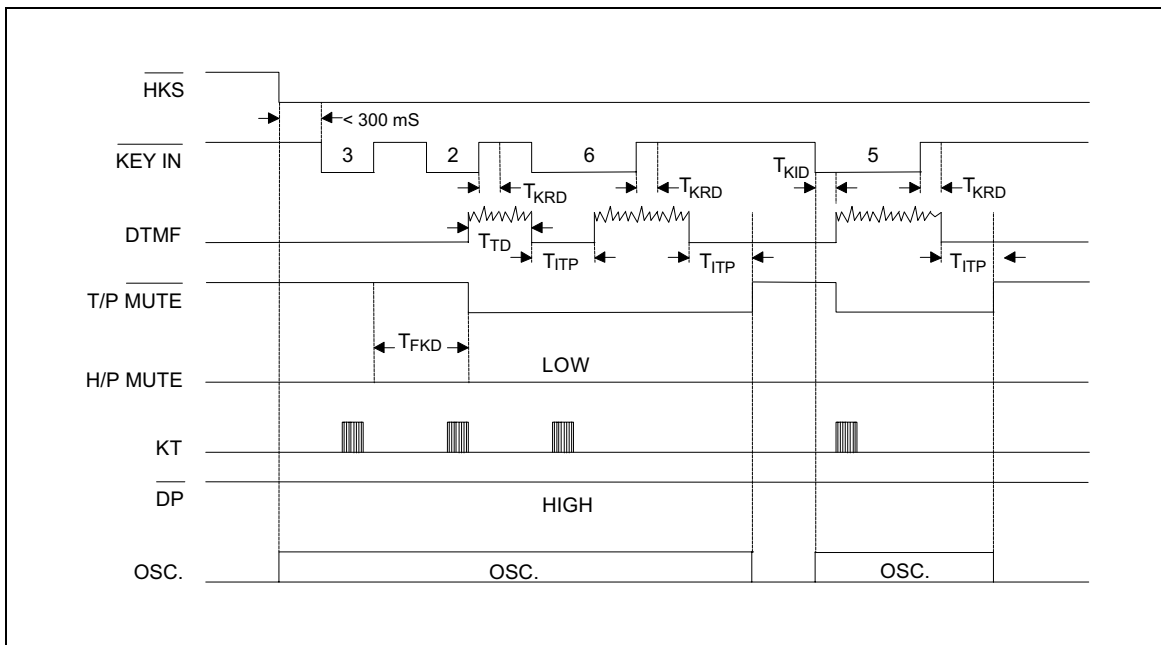 HKS
< 300 mS
KEY IN
3
2
6
5
TKRD
TKRD
TKID
TKRD
DTMF
TTD
TITP
TITP
TITP
T/P MUTE
TFKD
H/P MUTE
LOW
KT
DP
HIGH
OSC.
OSC.
OSC.